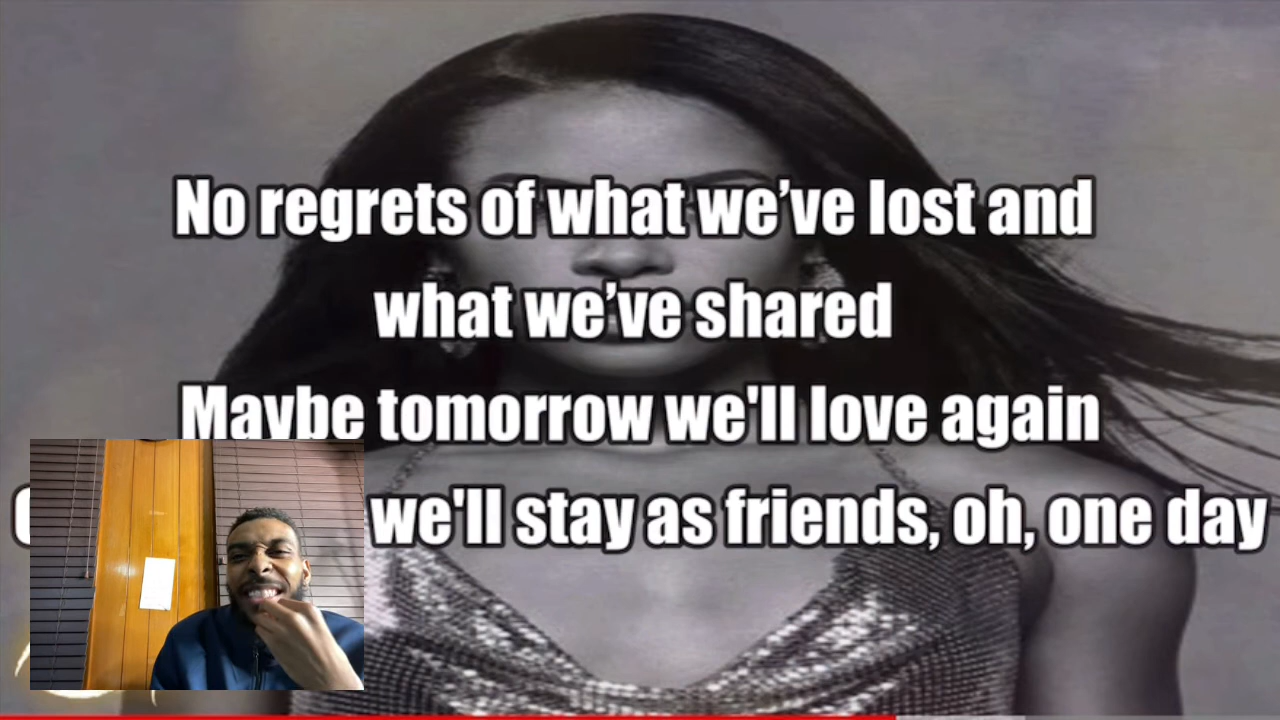 No regrets of what we've lost and
what we've shared
Maybe tomorrow we'll love again
we'll stay as friends, oh, one day